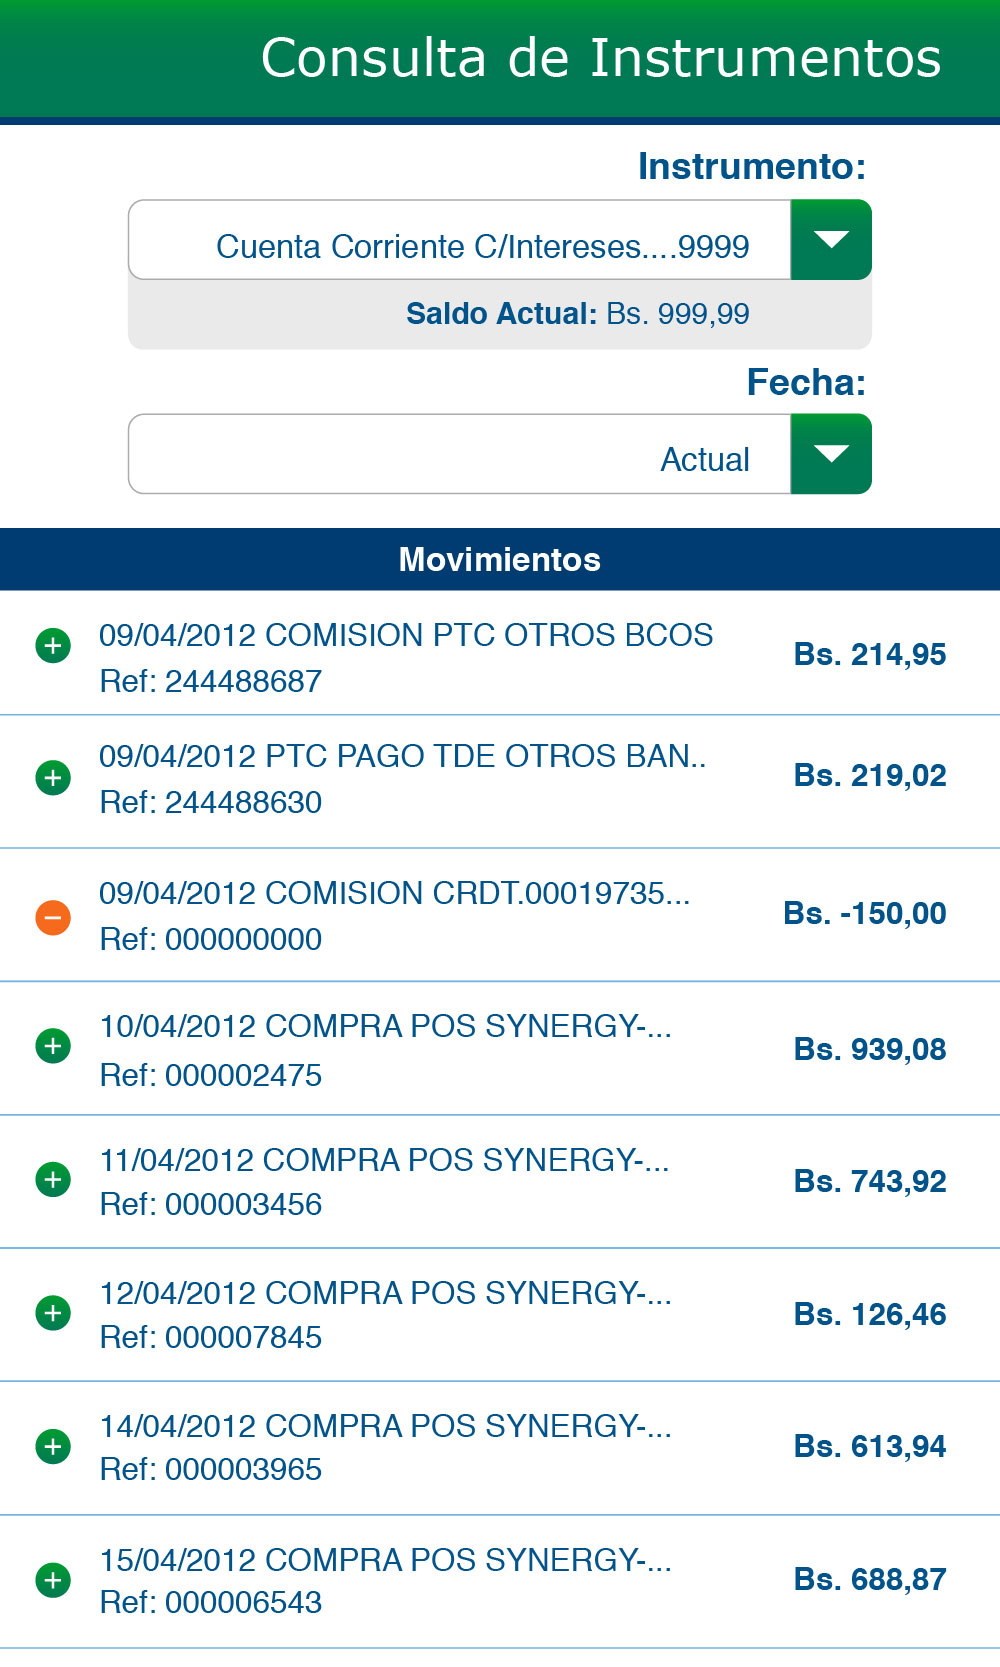 Consulta de Instrumentos
Instrumento:
Cuenta Corriente C/Intereses....9999
Saldo Actual: Bs. 999,99
Fecha:
Actual
Movimientos
09/04/2012 COMISION PTC OTROS BCOS
Ref: 244488687
Bs. 214,95
09/04/2012 PTC PAGO TDE OTROS BAN..
Ref: 244488630
Bs. 219,02
09/04/2012 COMISION CRDT.00019735...
Ref: 000000000
Bs. -150,00
10/04/2012 COMPRA POS SYNERGY-...
Ref: 000002475
Bs. 939,08
11/04/2012 COMPRA POS SYNERGY-...
Ref: 000003456
Bs. 743,92
12/04/2012 COMPRA POS SYNERGY-...
Ref: 000007845
Bs. 126,46
14/04/2012 COMPRA POS SYNERGY-...
Ref: 000003965
Bs. 613,94
15/04/2012 COMPRA POS SYNERGY-...
Ref: 000006543
Bs. 688,87